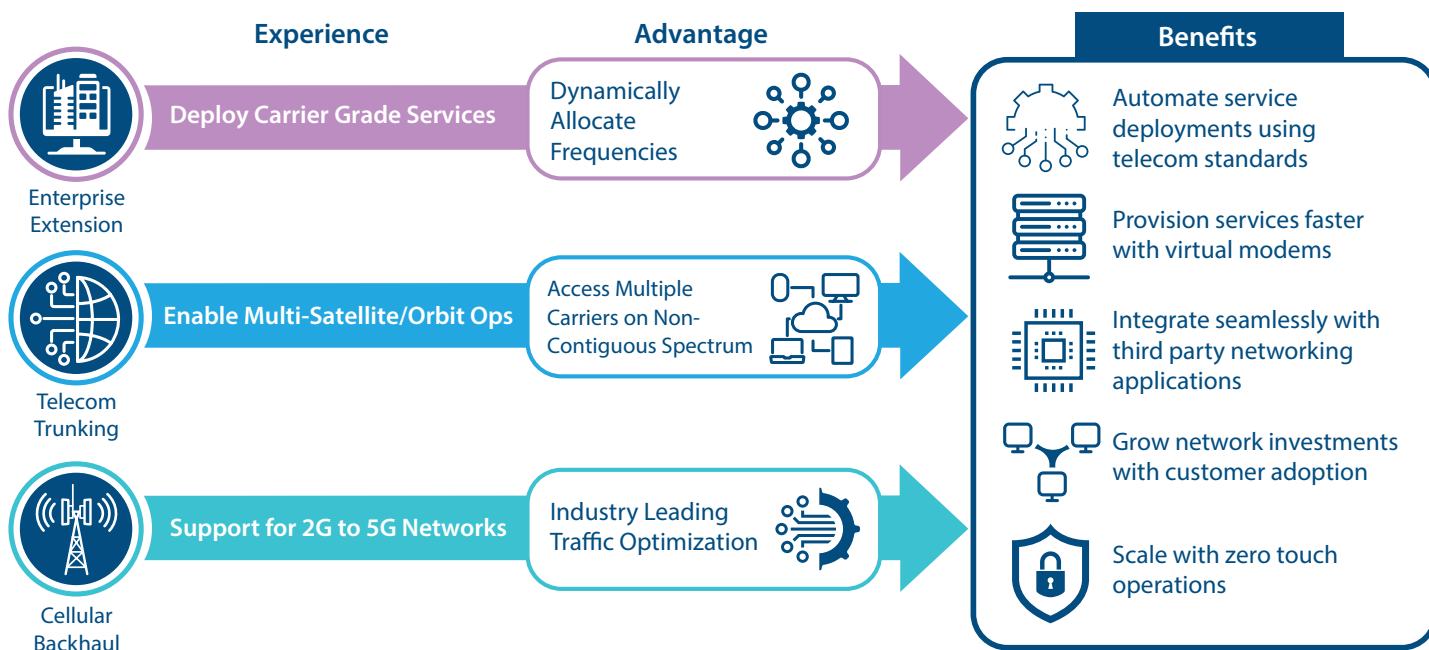 Experience
Advantage
Benefits
Enterprise
Extension
Deploy Carrier Grade Services
Dynamically
Allocate
Frequencies
Telecom
Trunking
Enable Multi-Satellite/Orbit Ops
Access Multiple
Carriers on Non-
Contiguous Spectrum
Cellular
Backhaul
Support for 2G to 5G Networks
Industry Leading
Traffic Optimization
Automate service
deployments using
telecom standards
Provision services faster
with virtual modems
Integrate seamlessly with
third party networking
applications
Grow network investments
with customer adoption
Scale with zero touch
operations